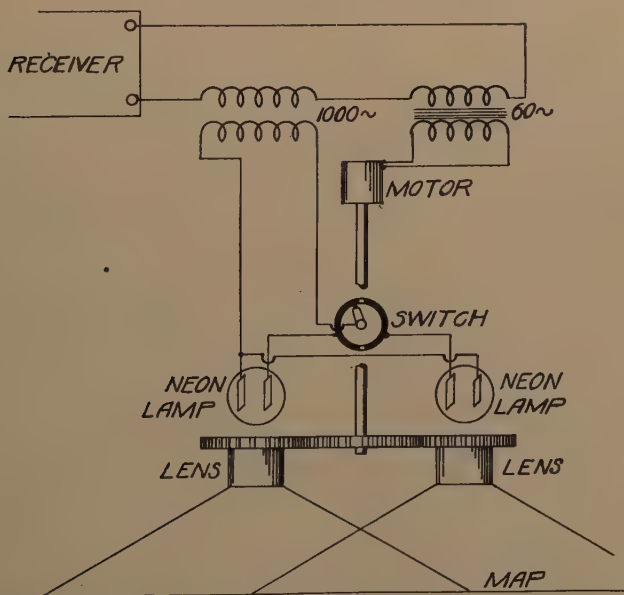 RECEIVER
1000~
60~
MOTOR
SWITCH
NEON
LAMP
NEON
LAMP
LENS
LENS
MAP